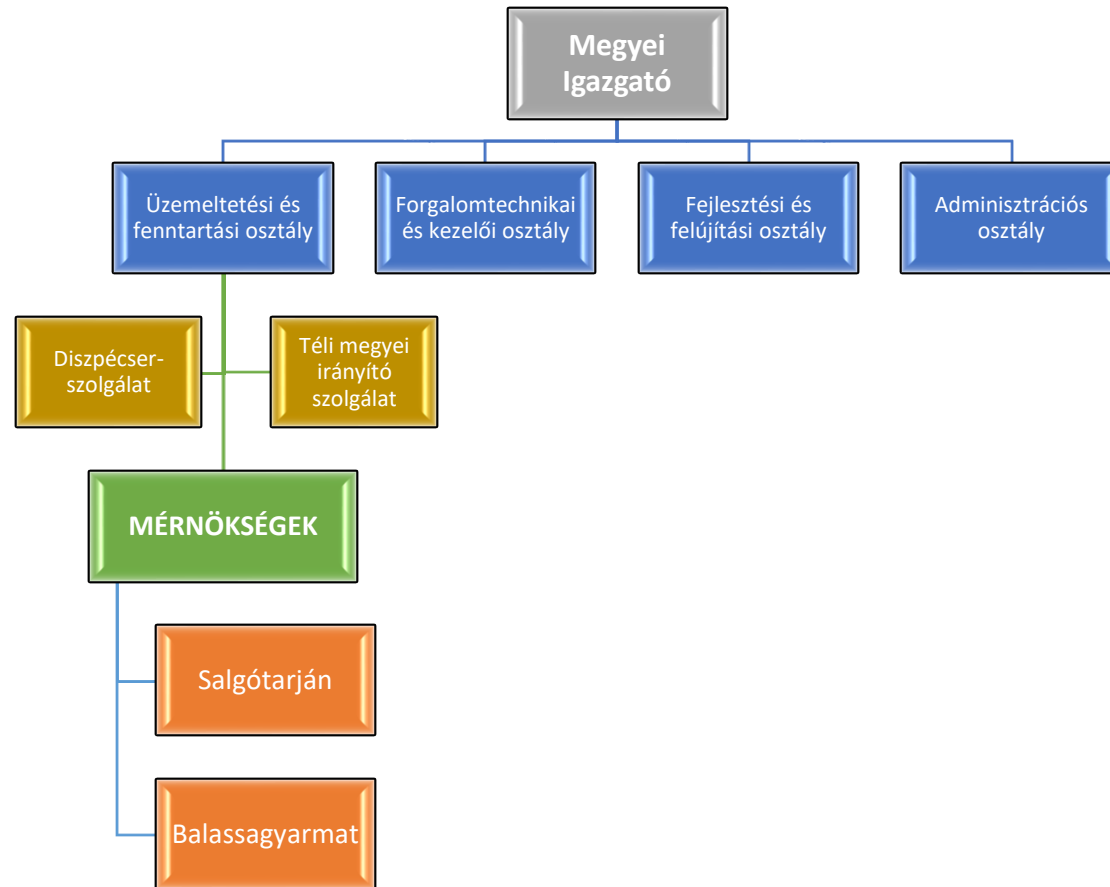 Megyei
Igazgató
Üzemeltetési és
fenntartási osztály
Forgalomtechnikai
és kezelői osztály
Fejlesztési és
felújítási osztály
Adminisztrációs
osztály
Diszpécser-
szolgálat
Téli megyei
irányító
szolgálat
MÉRNÖKSÉGEK
Salgótarján
Balassagyarmat